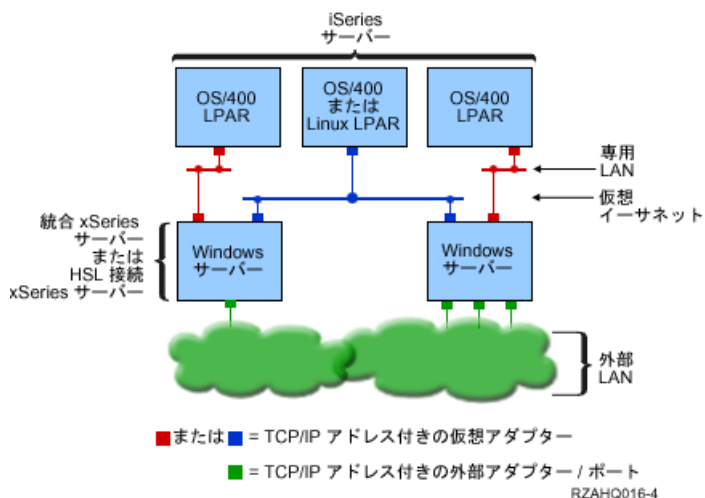 iSeries
サーバー
OS/400
LPAR
OS/400
または
Linux LPAR
OS/400
LPAR
専用
LAN
仮想
イーサネット
統合 xSeries
サーバー
または
HSL 接続
xSeries サーバー
Windows
サーバー
Windows
サーバー
外部
LAN
または = TCP/IP アドレス付きの仮想アダプター
= TCP/IP アドレス付きの外部アダプター / ポート
RZAHQ016-4